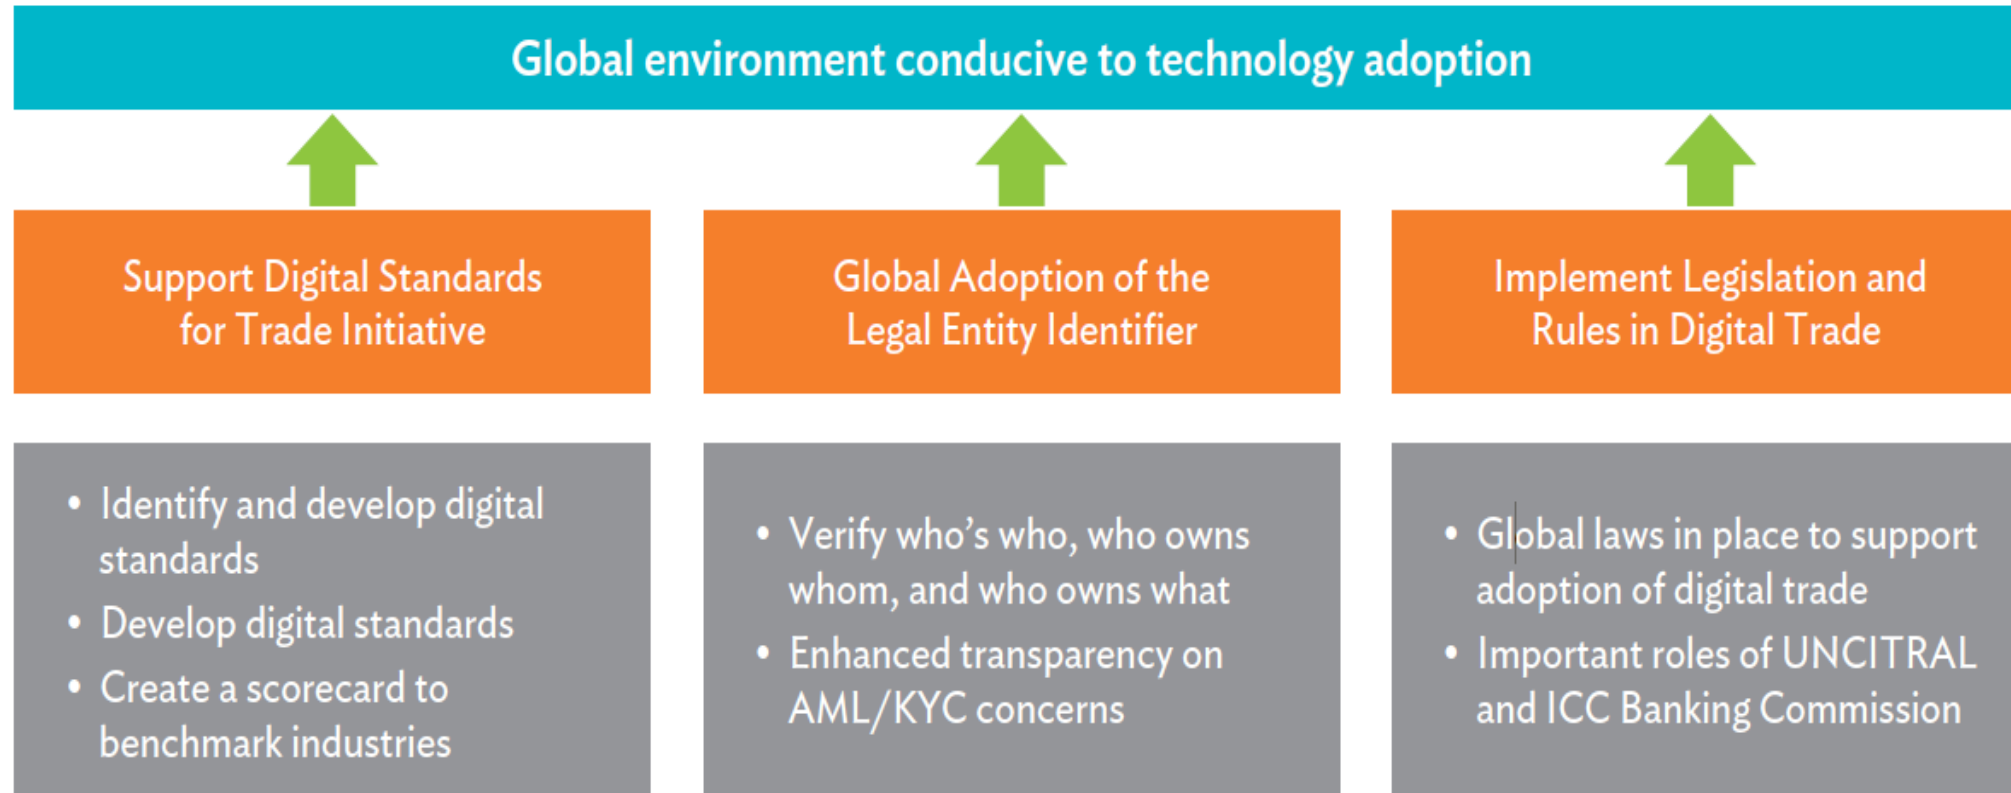 Global environment conducive to technology adoption
Support Digital Standards
for Trade Initiative
Global Adoption of the
Legal Entity Identifier
Implement Legislation and
Rules in Digital Trade
• Identify and develop digital
standards
• Develop digital standards
• Create a scorecard to
benchmark industries
• Verify who’s who, who owns
whom, and who owns what
• Enhanced transparency on
AML/KYC concerns
• Global laws in place to support
adoption of digital trade
• Important roles of UNCITRAL
and ICC Banking Commission